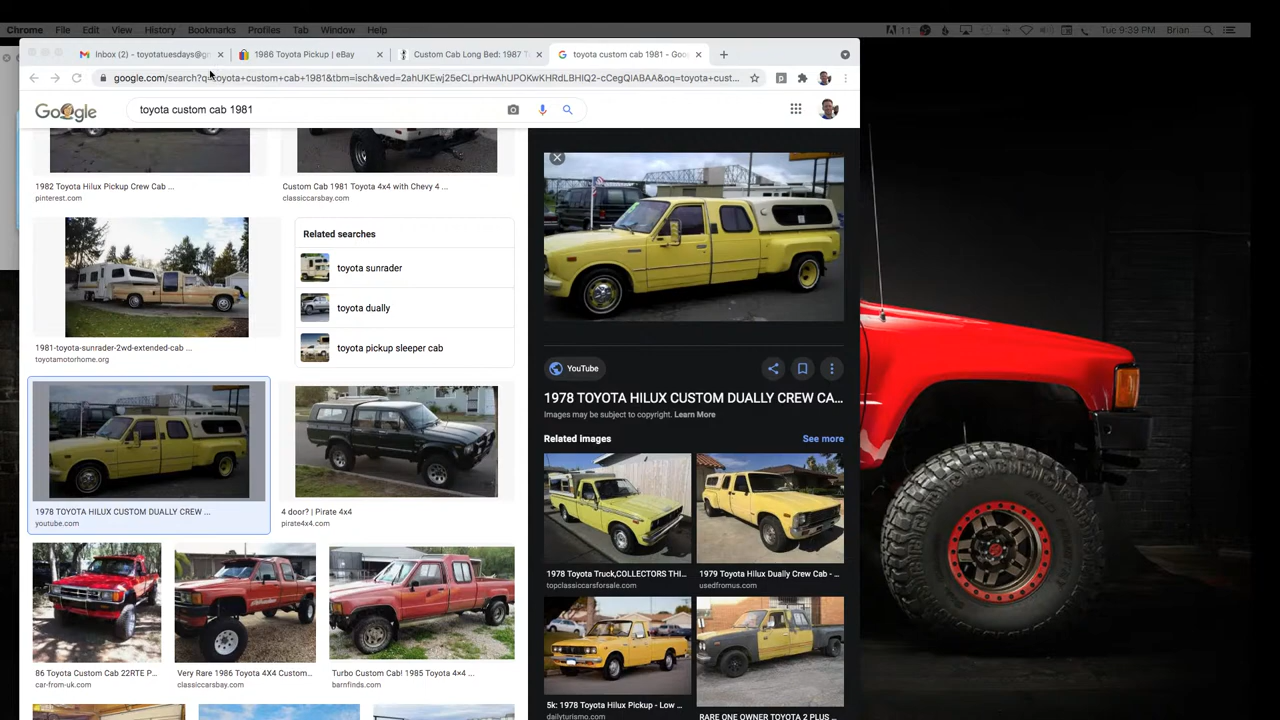 Chrome File Edit View History Bookmarks Profiles Tab Window Help 11 Tue 9:39 PM Brian
Inbox (2) - toyotatuesdays@g
1986 Toyota Pickup | eBay
Custom Cab Long Bed: 1987 T
toyota custom cab 1981 - Goo
google.com/search?q=toyota+custom+cab+1981&tbm=isch&ved=2ahUKEwj25eCLprHwAhUPOKwKHRdLBHIQ2-cCegQIABAA&oq=toyota+cust...
Google
toyota custom cab 1981
1982 Toyota Hilux Pickup Crew Cab ...
pinterest.com
Custom Cab 1981 Toyota 4x4 with Chevy 4 ...
classiccarsbay.com
Related searches
toyota sunrader
toyota dually
toyota pickup sleeper cab
1981-toyota-sunrader-2wd-extended-cab ...
toyotamotorhome.org
YouTube
1978 TOYOTA HILUX CUSTOM DUALLY CREW CA...
Images may be subject to copyright. Learn More
Related images
See more
1978 TOYOTA HILUX CUSTOM DUALLY CREW ...
youtube.com
4 door? | Pirate 4x4
pirate4x4.com
1978 Toyota Truck,COLLECTORS THI...
topclassiccarsforsale.com
1979 Toyota Hilux Dually Crew Cab - ...
usedfromus.com
86 Toyota Custom Cab 22RTE P...
car-from-uk.com
Very Rare 1986 Toyota 4X4 Custom...
classiccarsbay.com
Turbo Custom Cab! 1985 Toyota 4×4 ...
barnfinds.com
5k: 1978 Toyota Hilux Pickup - Low ...
dailyturismo.com
RARE ONE OWNER TOYOTA 2 PLUS ...